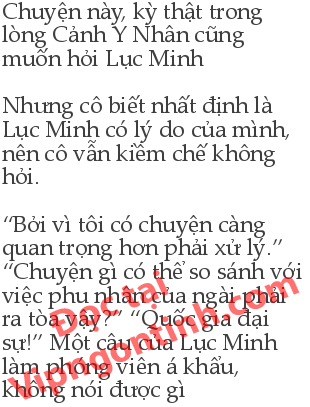 Chuyện này, kỳ thật trong
lòng Cảnh Y Nhân cũng
muốn hỏi Lục Minh
Nhưng cô biết nhất định là
Lục Minh có lý do của mình,
nên cô vẫn kiềm chế không
hỏi.
“Bởi vì tôi có chuyện càng
quan trọng hơn phải xử lý.”
“Chuyện gì có thể so sánh với
việc phu nhân của ngài phải
ra tòa vậy?” “Quốc gia đại
sự!” Một câu của Lục Minh
làm phóng viên á khẩu,
không nói được gì
Đọc tại
Vipngontinh.com